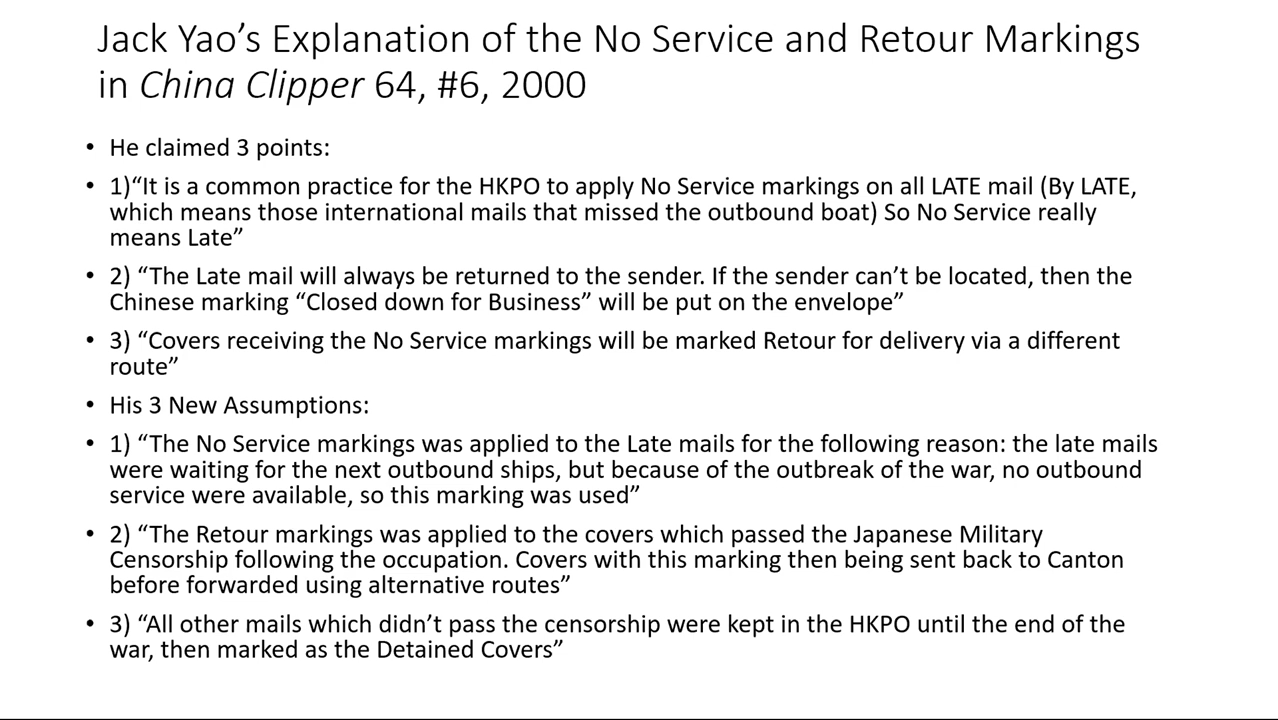 Jack Yao’s Explanation of the No Service and Retour Markings
in China Clipper 64, #6, 2000
• He claimed 3 points:
• 1)“It is a common practice for the HKPO to apply No Service markings on all LATE mail (By LATE,
which means those international mails that missed the outbound boat) So No Service really
means Late”
• 2) “The Late mail will always be returned to the sender. If the sender can’t be located, then the
Chinese marking “Closed down for Business” will be put on the envelope”
• 3) “Covers receiving the No Service markings will be marked Retour for delivery via a different
route”
• His 3 New Assumptions:
• 1) “The No Service markings was applied to the Late mails for the following reason: the late mails
were waiting for the next outbound ships, but because of the outbreak of the war, no outbound
service were available, so this marking was used”
• 2) “The Retour markings was applied to the covers which passed the Japanese Military
Censorship following the occupation. Covers with this marking then being sent back to Canton
before forwarded using alternative routes”
• 3) “All other mails which didn’t pass the censorship were kept in the HKPO until the end of the
war, then marked as the Detained Covers”